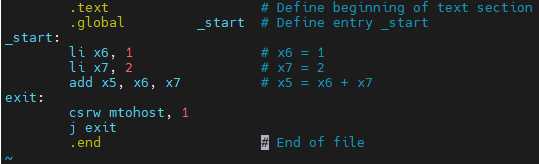 .text # Define beginning of text section
.global _start # Define entry _start
_start:
li x6, 1 # x6 = 1
li x7, 2 # x7 = 2
add x5, x6, x7 # x5 = x6 + x7
exit:
csrw mtohost, 1
j exit
.end # End of file
~